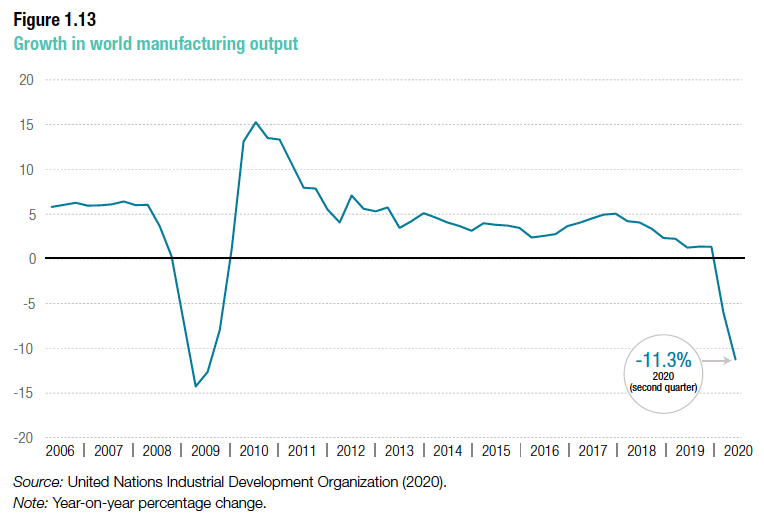 Figure 1.13
Growth in world manufacturing output
20
15
10
5
0
-5
-10
-15
-20
-11.3%
2020
(second quarter)
2006 | 2007 | 2008 | 2009 | 2010 | 2011 | 2012 | 2013 | 2014 | 2015 | 2016 | 2017 | 2018 | 2019 | 2020
Source: United Nations Industrial Development Organization (2020).
Note: Year-on-year percentage change.